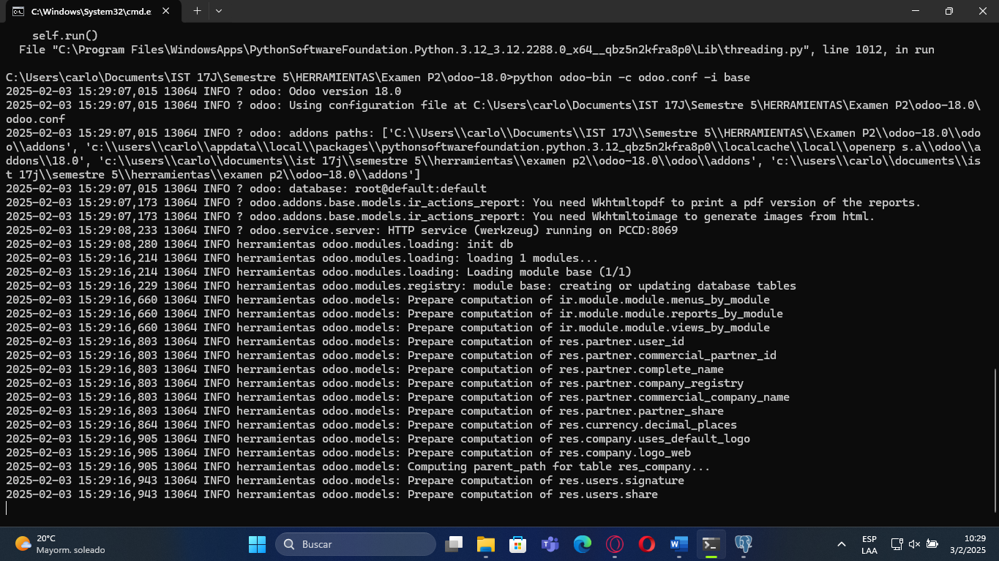 C:\Windows\System32\cmd.e
self.run()
File "C:\Program Files\WindowsApps\PythonSoftwareFoundation.Python.3.12_3.12.2288.0_x64__qbz5n2kfra8p0\Lib\threading.py", line 1012, in run
C:\Users\carlo\Documents\IST 17J\Semestre 5\HERRAMIENTAS\Examen P2\odoo-18.0>python odoo-bin -c odoo.conf -i base
2025-02-03 15:29:07,015 13064 INFO ? odoo: Odoo version 18.0
2025-02-03 15:29:07,015 13064 INFO ? odoo: Using configuration file at C:\Users\carlo\Documents\IST 17J\Semestre 5\HERRAMIENTAS\Examen P2\odoo-18.0\
odoo.conf
2025-02-03 15:29:07,015 13064 INFO ? odoo: addons paths: ['C:\\Users\\carlo\\Documents\\IST 17J\\Semestre 5\\HERRAMIENTAS\\Examen P2\\odoo-18.0\\odo
o\\addons', 'c:\\users\\carlo\\appdata\\local\\packages\\pythonsoftwarefoundation.python.3.12_qbz5n2kfra8p0\\localcache\\local\\openerp s.a\\odoo\\a
ddons\\18.0', 'c:\\users\\carlo\\documents\\ist 17j\\semestre 5\\herramientas\\examen p2\\odoo-18.0\\odoo\\addons', 'c:\\users\\carlo\\documents\\is
t 17j\\semestre 5\\herramientas\\examen p2\\odoo-18.0\\addons']
2025-02-03 15:29:07,015 13064 INFO ? odoo: database: root@default:default
2025-02-03 15:29:07,173 13064 INFO ? odoo.addons.base.models.ir_actions_report: You need Wkhtmltopdf to print a pdf version of the reports.
2025-02-03 15:29:07,173 13064 INFO ? odoo.addons.base.models.ir_actions_report: You need Wkhtmltoimage to generate images from html.
2025-02-03 15:29:08,233 13064 INFO ? odoo.service.server: HTTP service (werkzeug) running on PCCD:8069
2025-02-03 15:29:08,280 13064 INFO herramientas odoo.modules.loading: init db
2025-02-03 15:29:16,214 13064 INFO herramientas odoo.modules.loading: loading 1 modules...
2025-02-03 15:29:16,214 13064 INFO herramientas odoo.modules.loading: Loading module base (1/1)
2025-02-03 15:29:16,229 13064 INFO herramientas odoo.modules.registry: module base: creating or updating database tables
2025-02-03 15:29:16,660 13064 INFO herramientas odoo.models: Prepare computation of ir.module.module.menus_by_module
2025-02-03 15:29:16,660 13064 INFO herramientas odoo.models: Prepare computation of ir.module.module.reports_by_module
2025-02-03 15:29:16,660 13064 INFO herramientas odoo.models: Prepare computation of ir.module.module.views_by_module
2025-02-03 15:29:16,803 13064 INFO herramientas odoo.models: Prepare computation of res.partner.user_id
2025-02-03 15:29:16,803 13064 INFO herramientas odoo.models: Prepare computation of res.partner.commercial_partner_id
2025-02-03 15:29:16,803 13064 INFO herramientas odoo.models: Prepare computation of res.partner.complete_name
2025-02-03 15:29:16,803 13064 INFO herramientas odoo.models: Prepare computation of res.partner.company_registry
2025-02-03 15:29:16,803 13064 INFO herramientas odoo.models: Prepare computation of res.partner.commercial_company_name
2025-02-03 15:29:16,803 13064 INFO herramientas odoo.models: Prepare computation of res.partner.partner_share
2025-02-03 15:29:16,864 13064 INFO herramientas odoo.models: Prepare computation of res.currency.decimal_places
2025-02-03 15:29:16,905 13064 INFO herramientas odoo.models: Prepare computation of res.company.uses_default_logo
2025-02-03 15:29:16,905 13064 INFO herramientas odoo.models: Prepare computation of res.company.logo_web
2025-02-03 15:29:16,905 13064 INFO herramientas odoo.models: Computing parent_path for table res_company...
2025-02-03 15:29:16,943 13064 INFO herramientas odoo.models: Prepare computation of res.users.signature
2025-02-03 15:29:16,943 13064 INFO herramientas odoo.models: Prepare computation of res.users.share
20°C
Mayorm. soleado
Buscar
ESP
LAA
10:29
3/2/2025